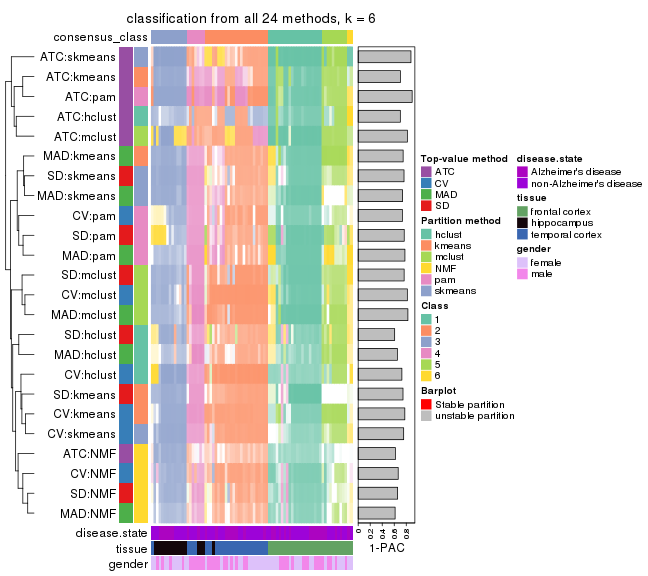 classification from all 24 methods, k = 6
consensus_class
ATC:skmeans
ATC:kmeans
ATC:pam
ATC:hclust
ATC:mclust
MAD:kmeans
SD:skmeans
MAD:skmeans
CV:pam
SD:pam
MAD:pam
SD:mclust
CV:mclust
MAD:mclust
SD:hclust
MAD:hclust
CV:hclust
SD:kmeans
CV:kmeans
CV:skmeans
ATC:NMF
CV:NMF
SD:NMF
MAD:NMF
disease.state
tissue
gender
0 0.2 0.4 0.6 0.8
1-PAC
Top-value method
ATC
CV
MAD
SD
Partition method
hclust
kmeans
mclust
NMF
pam
skmeans
Class
1
2
3
4
5
6
Barplot
Stable partition
unstable partition
disease.state
Alzheimer's disease
non-Alzheimer's disease
tissue
frontal cortex
hippocampus
temporal cortex
gender
female
male